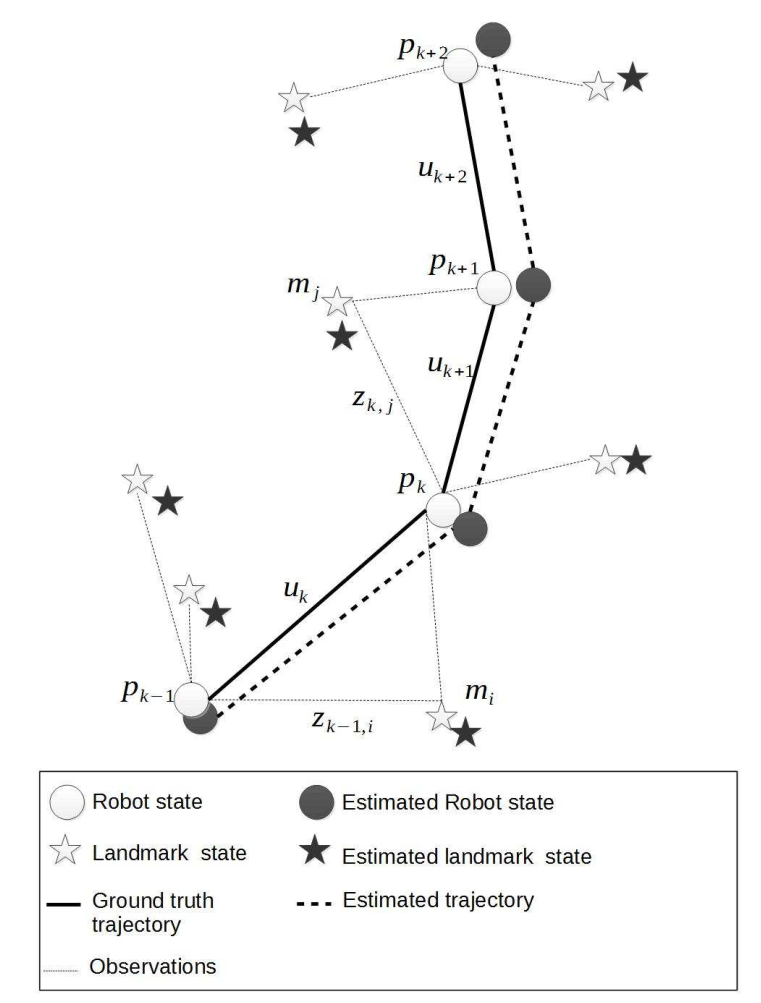 p_{k+2}
u_{k+2}
p_{k+1}
m_j
u_{k+1}
z_{k,j}
p_k
u_k
p_{k−1}
m_i
z_{k−1,i}
Robot state
Estimated Robot state
Landmark state
Estimated landmark state
Ground truth
trajectory
Estimated trajectory
Observations